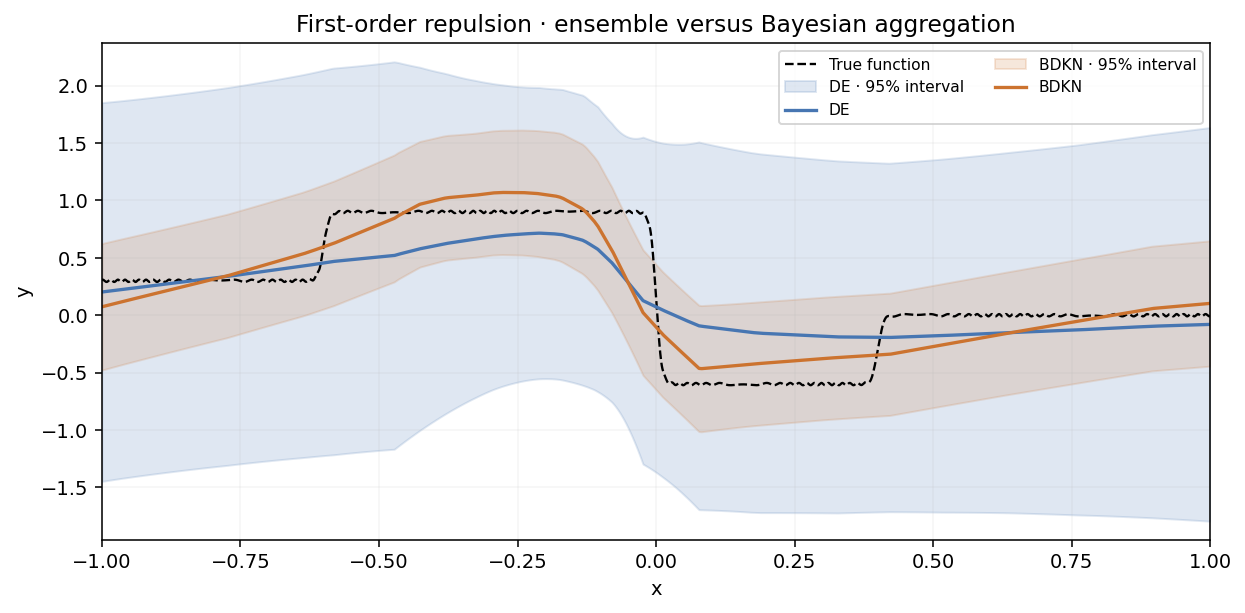 First-order repulsion · ensemble versus Bayesian aggregation
True function
DE · 95% interval
DE
BDKN · 95% interval
BDKN
y
2.0
1.5
1.0
0.5
0.0
−0.5
−1.0
−1.5
−1.00 −0.75 −0.50 −0.25 0.00 0.25 0.50 0.75 1.00
x